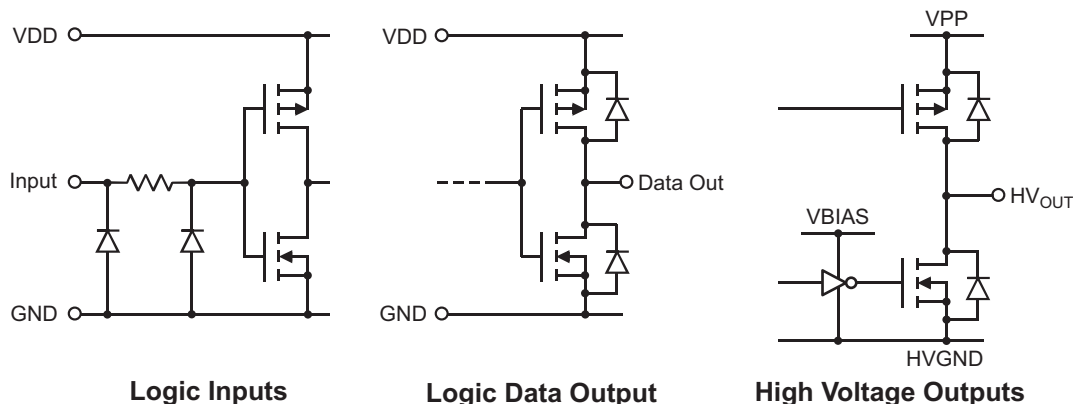 VDD
Input
GND
Logic Inputs
VDD
Data Out
GND
Logic Data Output
VPP
HVOUT
VBIAS
HVGND
High Voltage Outputs